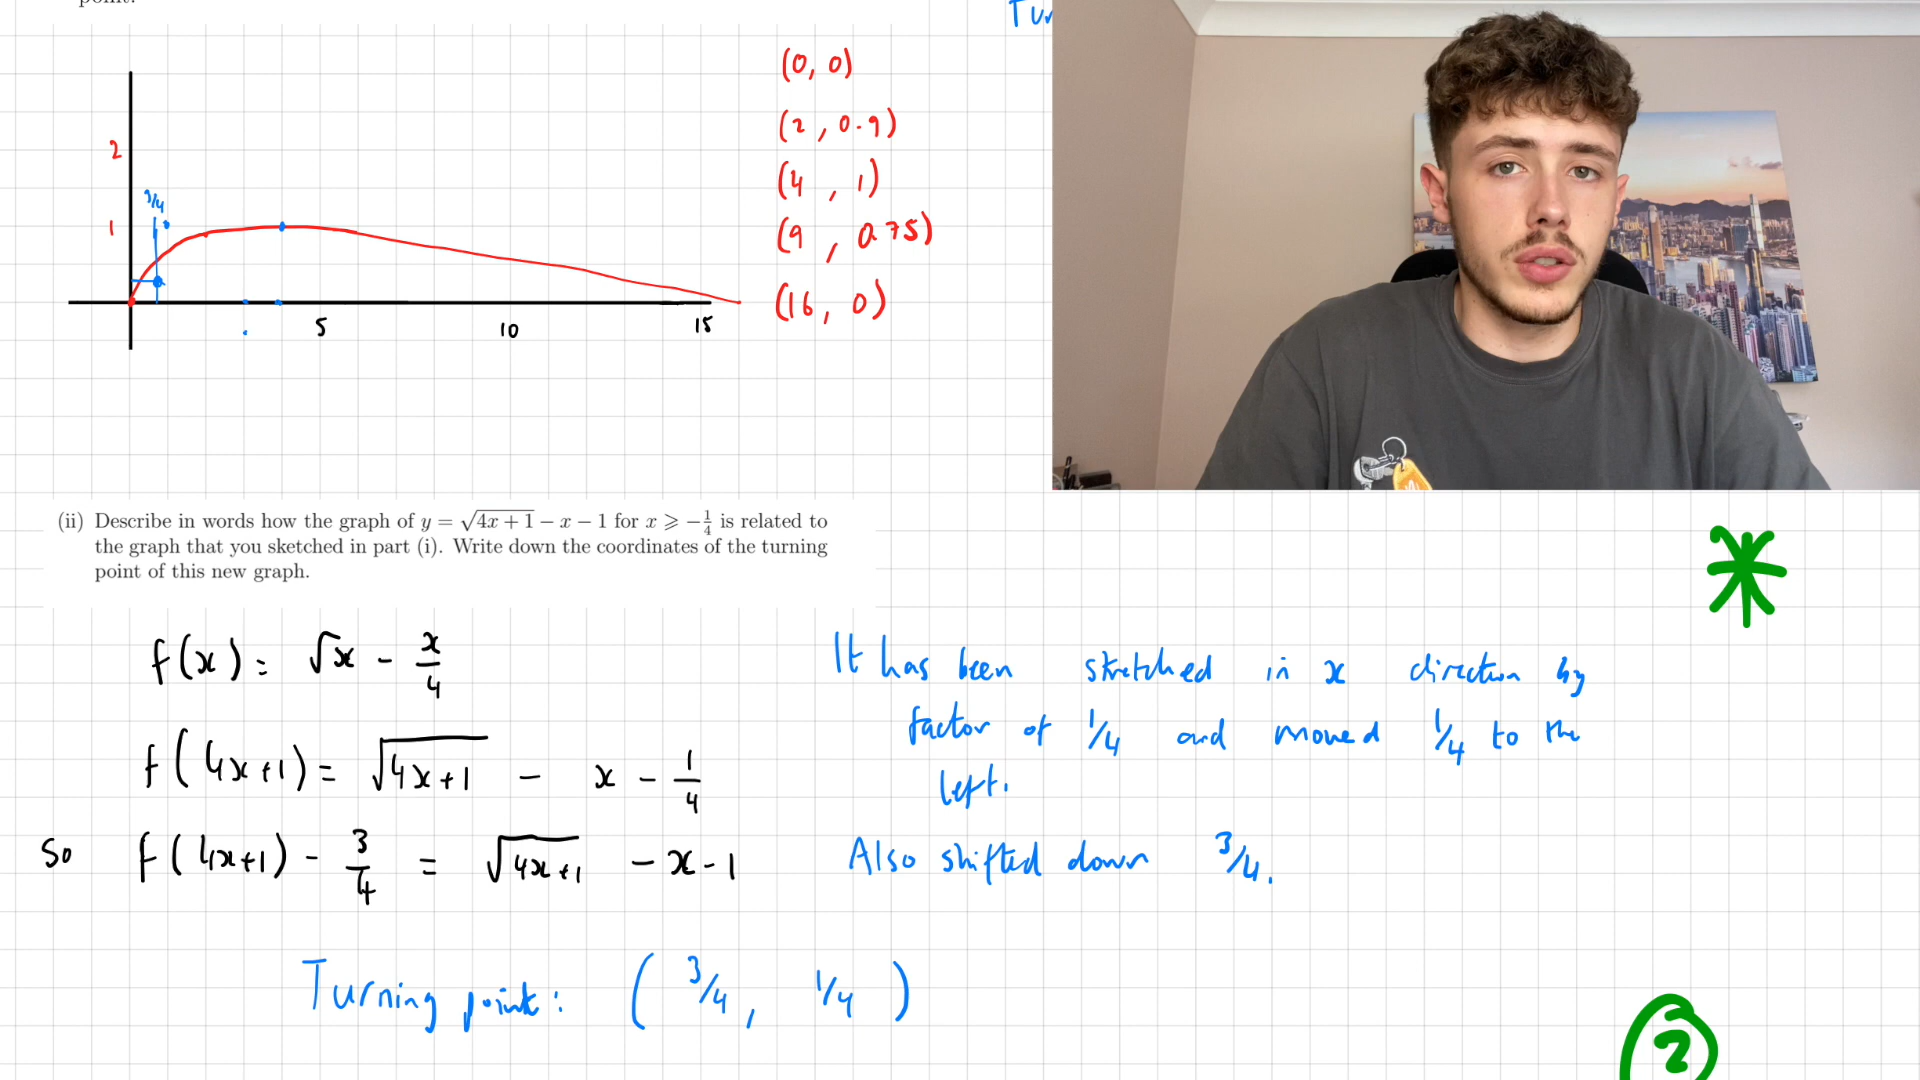 point.
Tur
(0, 0)
(2, 0.9)
(4, 1)
(9, 0.75)
(16, 0)
2
1
3/4
5
10
15
(ii) Describe in words how the graph of y = √(4x + 1) − x − 1 for x ⩾ −1/4 is related to
the graph that you sketched in part (i). Write down the coordinates of the turning
point of this new graph.
f(x) = √x - x/4
f(4x+1) = √(4x+1) - x - 1/4
So f(4x+1) - 3/4 = √(4x+1) - x - 1
It has been stretched in x direction by
factor of 1/4 and moved 1/4 to the
left.
Also shifted down 3/4.
Turning point: (3/4, 1/4)
2